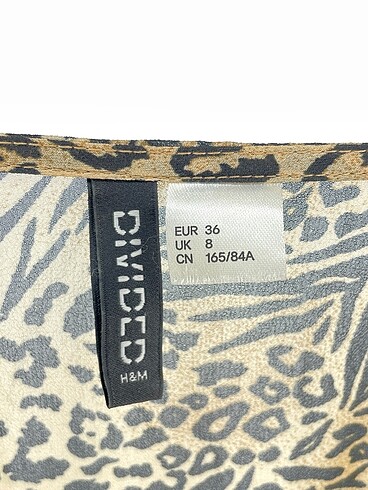 DIVIDED
H&M
EUR 36
UK 8
CN 165/84A